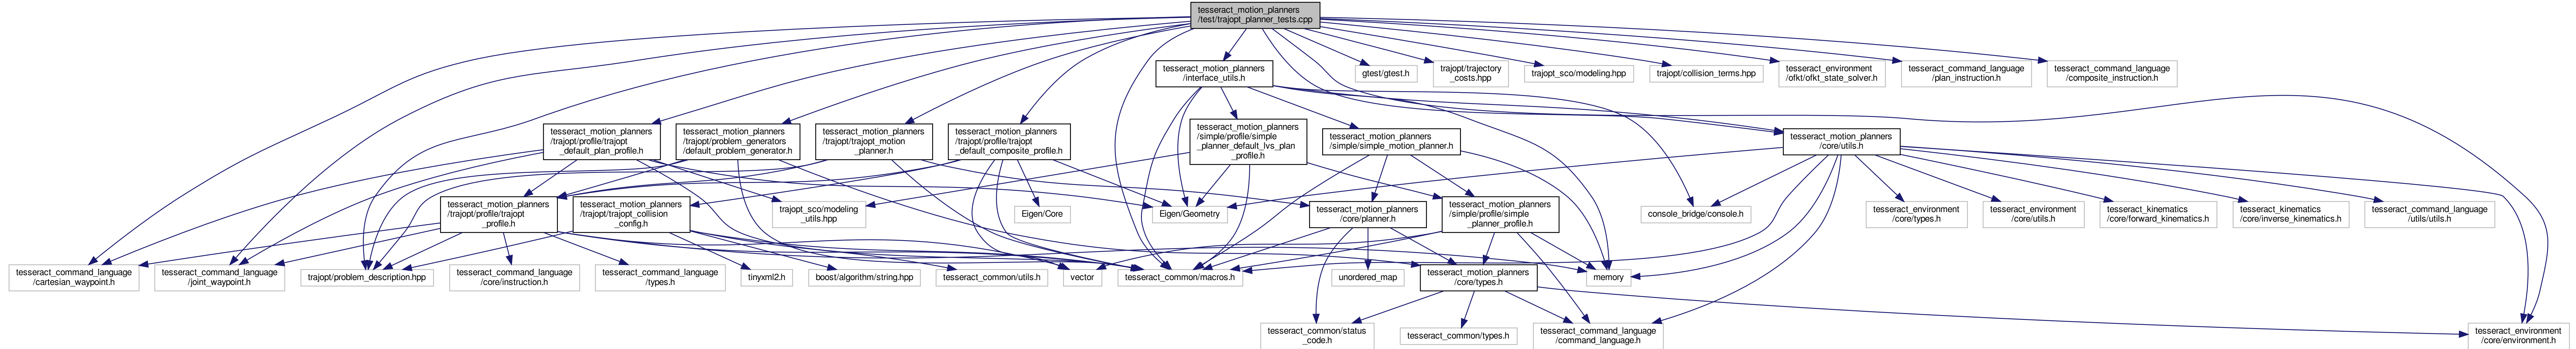 tesseract_motion_planners
/test/trajopt_planner_tests.cpp
tesseract_motion_planners
/interface_utils.h
gtest/gtest.h
trajopt/trajectory
_costs.hpp
trajopt_sco/modeling.hpp
trajopt/collision_terms.hpp
tesseract_environment
/ofkt/ofkt_state_solver.h
tesseract_command_language
/plan_instruction.h
tesseract_command_language
/composite_instruction.h
tesseract_motion_planners
/trajopt/profile/trajopt
_default_plan_profile.h
tesseract_motion_planners
/trajopt/problem_generators
/default_problem_generator.h
tesseract_motion_planners
/trajopt/trajopt_motion
_planner.h
tesseract_motion_planners
/trajopt/profile/trajopt
_default_composite_profile.h
tesseract_motion_planners
/simple/profile/simple
_planner_default_lvs_plan
_profile.h
tesseract_motion_planners
/simple/simple_motion_planner.h
tesseract_motion_planners
/core/utils.h
tesseract_motion_planners
/trajopt/profile/trajopt
_profile.h
tesseract_motion_planners
/trajopt/trajopt_collision
_config.h
trajopt_sco/modeling
_utils.hpp
Eigen/Core
Eigen/Geometry
tesseract_motion_planners
/core/planner.h
tesseract_motion_planners
/simple/profile/simple
_planner_profile.h
console_bridge/console.h
tesseract_environment
/core/types.h
tesseract_environment
/core/utils.h
tesseract_kinematics
/core/forward_kinematics.h
tesseract_kinematics
/core/inverse_kinematics.h
tesseract_command_language
/utils/utils.h
tesseract_command_language
/cartesian_waypoint.h
tesseract_command_language
/joint_waypoint.h
trajopt/problem_description.hpp
tesseract_command_language
/core/instruction.h
tesseract_command_language
/types.h
tinyxml2.h
boost/algorithm/string.hpp
tesseract_common/utils.h
vector
tesseract_common/macros.h
unordered_map
tesseract_motion_planners
/core/types.h
memory
tesseract_common/status
_code.h
tesseract_common/types.h
tesseract_command_language
/command_language.h
tesseract_environment
/core/environment.h